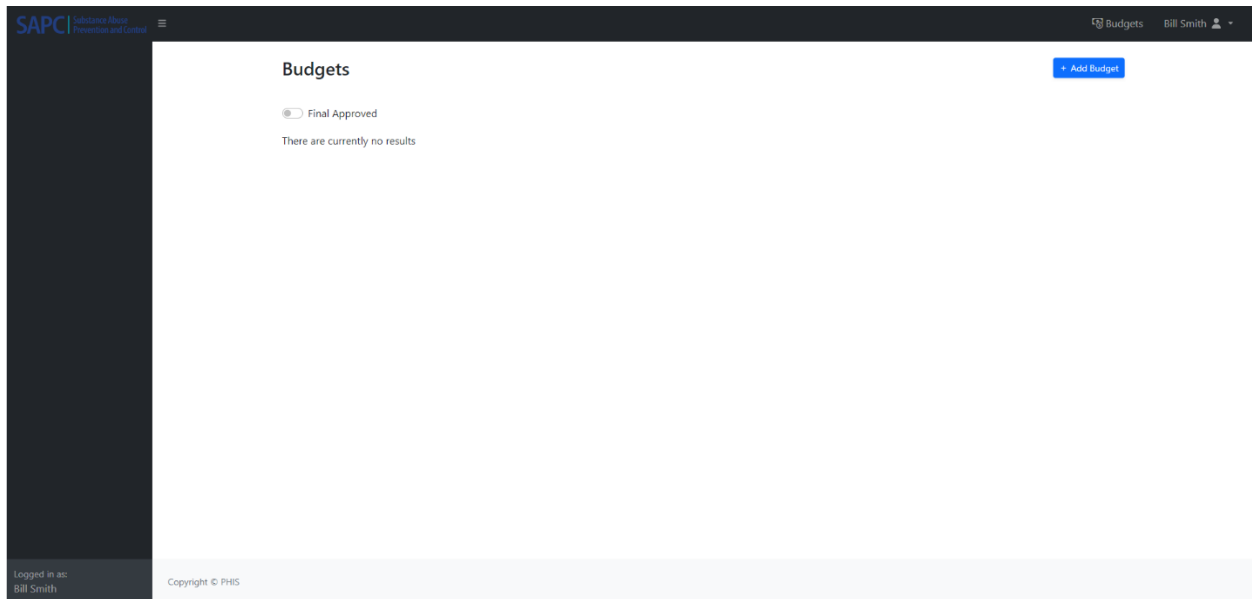 SAPC Substance Abuse
Prevention and Control
Budgets Bill Smith
Budgets
+ Add Budget
Final Approved
There are currently no results
Logged in as:
Bill Smith
Copyright © PHIS